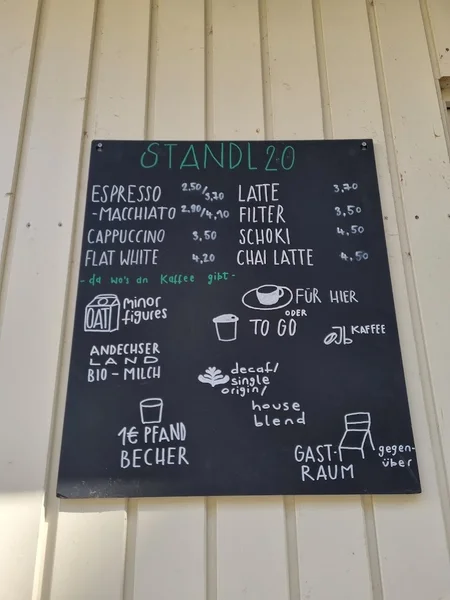 STANDL 20
ESPRESSO 2,50/3,70
-MACCHIATO 2,90/4,10
CAPPUCCINO 3,50
FLAT WHITE 4,20
LATTE 3,70
FILTER 3,50
SCHOKI 4,50
CHAI LATTE 4,50
- da wo's an Kaffee gibt -
OAT
minor
figures
ANDECHSER
LAND
BIO - MILCH
1€ PFAND
BECHER
FÜR HIER
ODER
TO GO
KAFFEE
decaf/
single
origin/
house
blend
GAST-
RAUM
gegen-
über